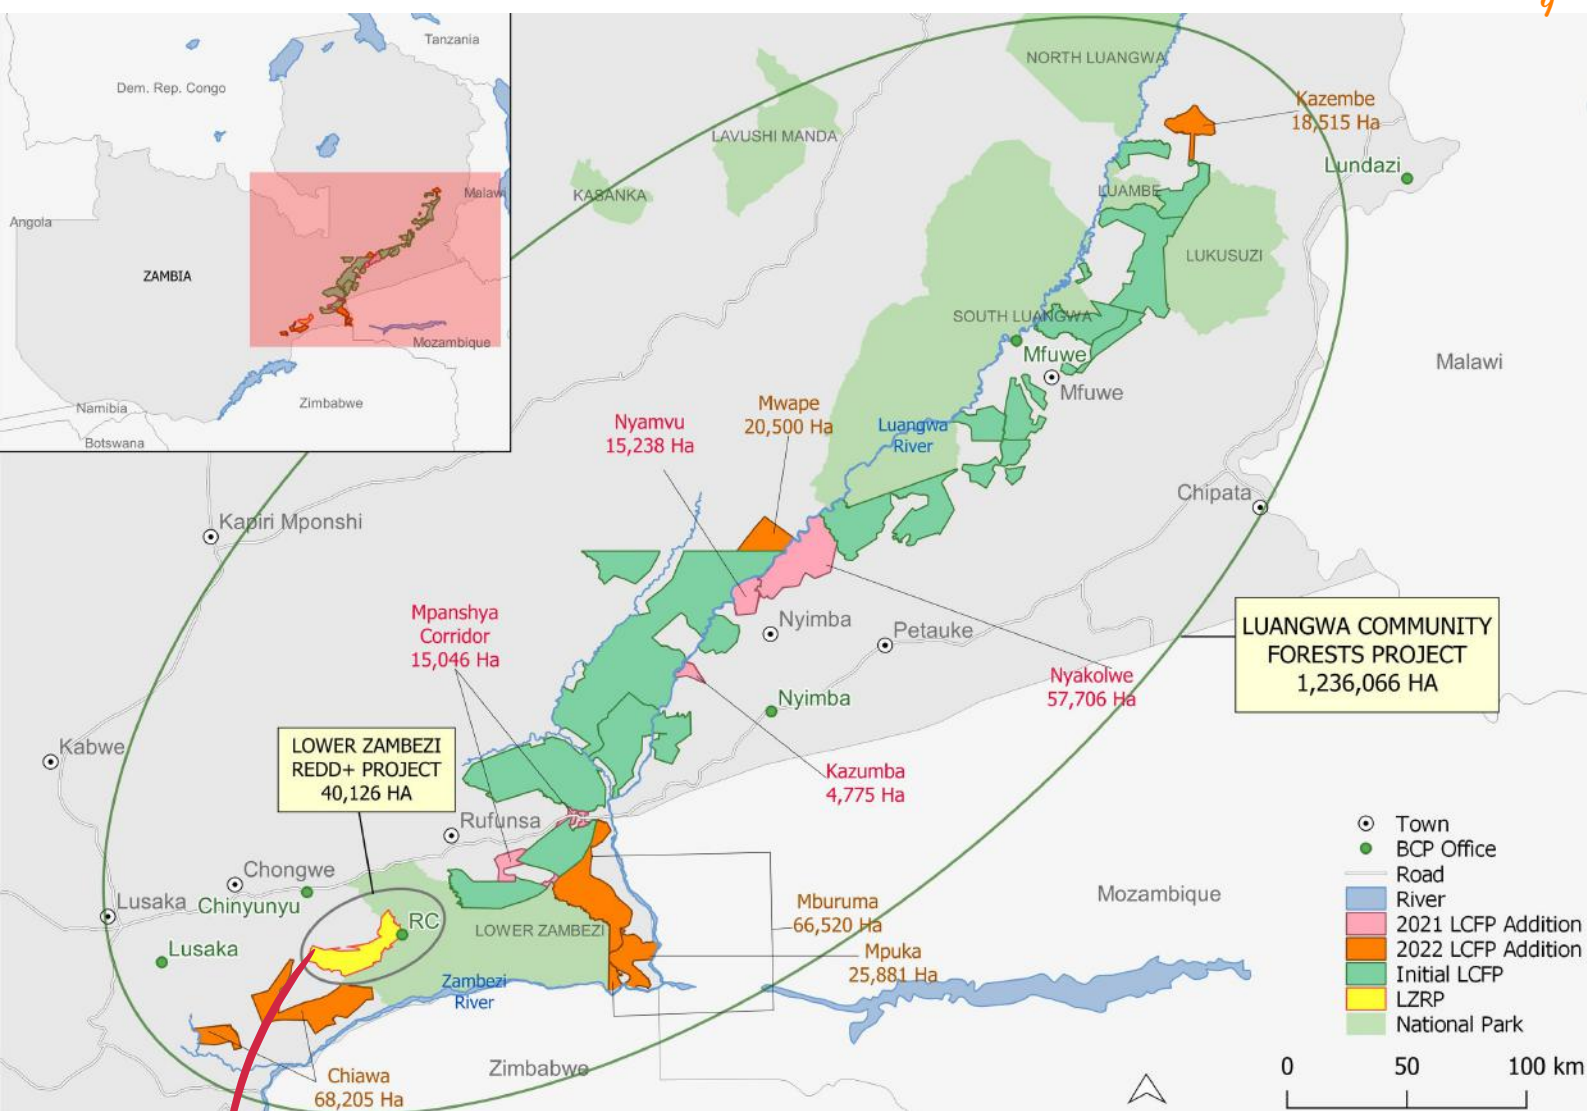 Tanzania
Dem. Rep. Congo
Malawi
Angola
ZAMBIA
Mozambique
Namibia
Zimbabwe
Botswana
NORTH LUANGWA
Kazembe
18,515 Ha
LAVUSHI MANDA
Lundazi
KASANKA
LUAMBE
LUKUSUZI
SOUTH LUANGWA
Mfuwe
Mfuwe
Malawi
Mwape
20,500 Ha
Nyamvu
15,238 Ha
Luangwa
River
Chipata
Kapiri Mponshi
Mpanshya
Corridor
15,046 Ha
Nyimba
Petauke
LUANGWA COMMUNITY
FORESTS PROJECT
1,236,066 HA
Nyakolwe
57,706 Ha
Nyimba
Kabwe
LOWER ZAMBEZI
REDD+ PROJECT
40,126 HA
Kazumba
4,775 Ha
Rufunsa
Chongwe
Lusaka
Chinyunyu
RC
LOWER ZAMBEZI
Lusaka
Mburuma
66,520 Ha
Mpuka
25,881 Ha
Mozambique
Zambezi
River
Zimbabwe
Chiawa
68,205 Ha
Town
BCP Office
Road
River
2021 LCFP Addition
2022 LCFP Addition
Initial LCFP
LZRP
National Park
0 50 100 km